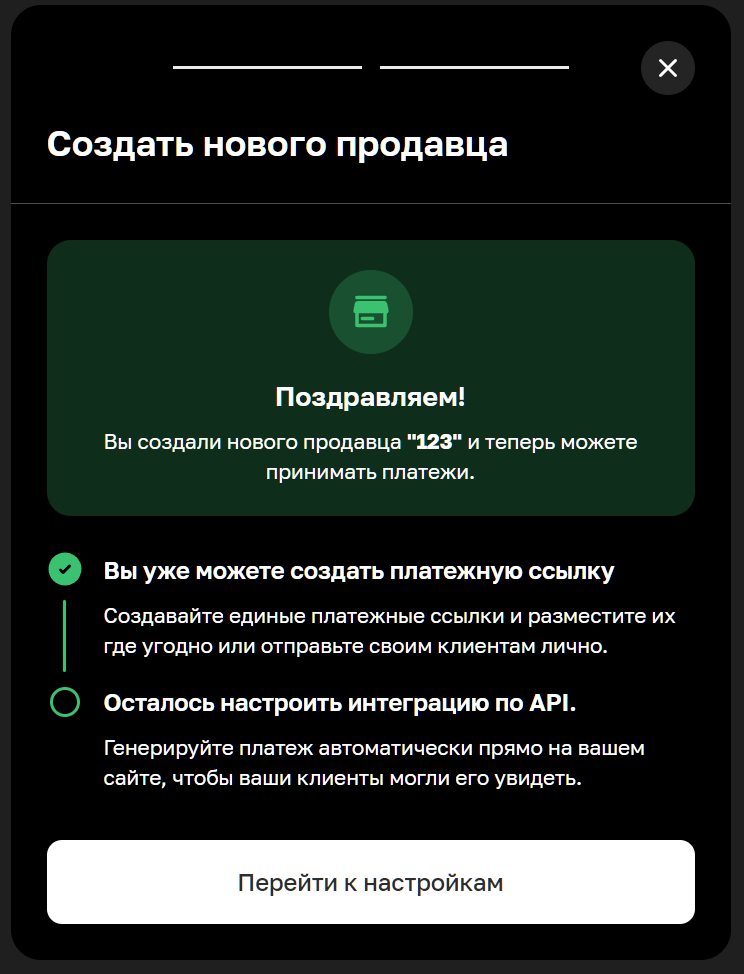 Создать нового продавца
Поздравляем!
Вы создали нового продавца "123" и теперь можете
принимать платежи.
Вы уже можете создать платежную ссылку
Создавайте единые платежные ссылки и разместите их
где угодно или отправьте своим клиентам лично.
Осталось настроить интеграцию по API.
Генерируйте платеж автоматически прямо на вашем
сайте, чтобы ваши клиенты могли его увидеть.
Перейти к настройкам